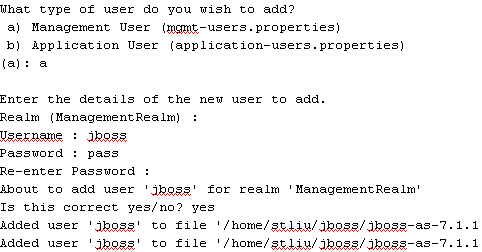 What type of user do you wish to add?
a) Management User (mgmt-users.properties)
b) Application User (application-users.properties)
(a): a
Enter the details of the new user to add.
Realm (ManagementRealm) :
Username : jboss
Password : pass
Re-enter Password :
About to add user 'jboss' for realm 'ManagementRealm'
Is this correct yes/no? yes
Added user 'jboss' to file '/home/stliu/jboss/jboss-as-7.1.1
Added user 'jboss' to file '/home/stliu/jboss/jboss-as-7.1.1